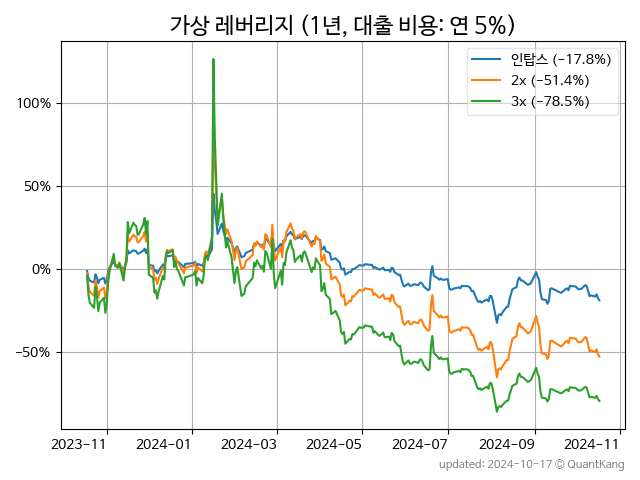 가상 레버리지 (1년, 대출 비용: 연 5%)
인탑스 (−17.8%)
2x (−51.4%)
3x (−78.5%)
100%
50%
0%
−50%
2023-11
2024-01
2024-03
2024-05
2024-07
2024-09
2024-11
updated: 2024-10-17 © QuantKang